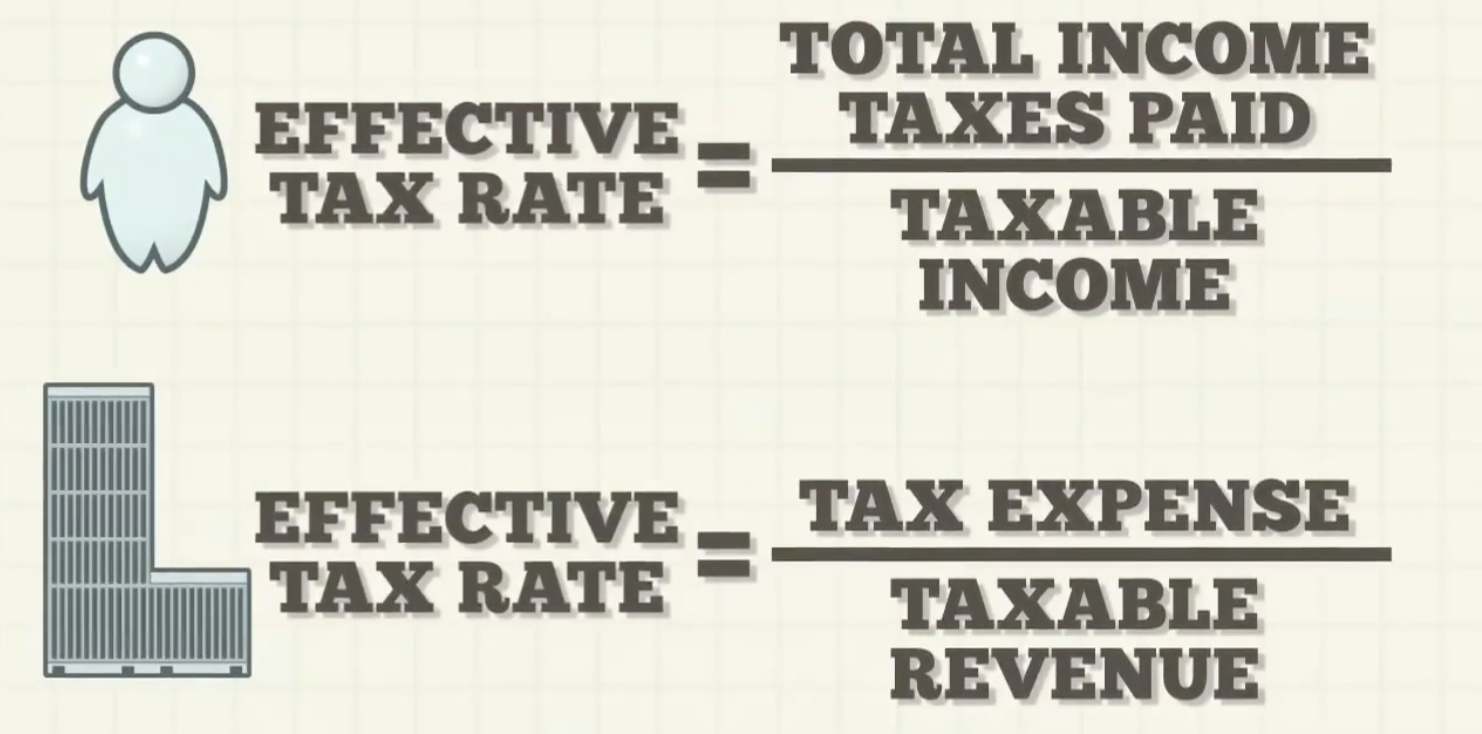 TOTAL INCOME
TAXES PAID
EFFECTIVE
TAX RATE
=
TAXABLE
INCOME
TAX EXPENSE
EFFECTIVE
TAX RATE
=
TAXABLE
REVENUE